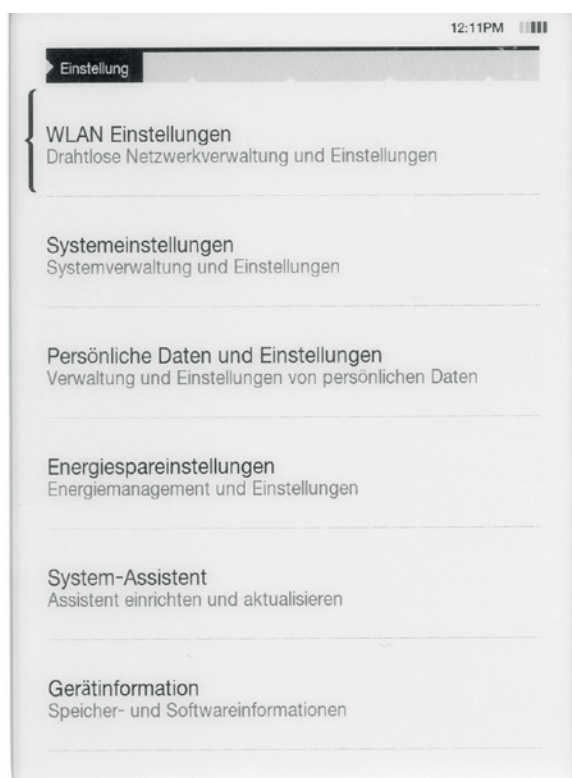 12:11PM
Einstellung
WLAN Einstellungen
Drahtlose Netzwerkverwaltung und Einstellungen
Systemeinstellungen
Systemverwaltung und Einstellungen
Persönliche Daten und Einstellungen
Verwaltung und Einstellungen von persönlichen Daten
Energiespareinstellungen
Energiemanagement und Einstellungen
System-Assistent
Assistent einrichten und aktualisieren
Gerätinformation
Speicher- und Softwareinformationen